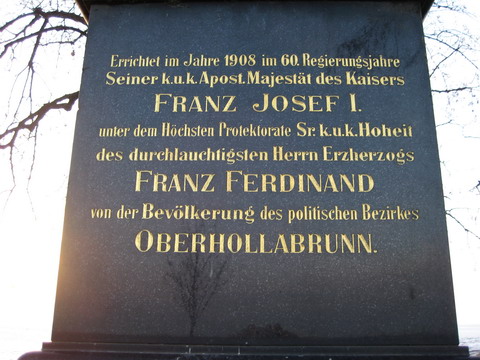 Errichtet im Jahre 1908 im 60. Regierungsjahre
Seiner k.u.k. Apost. Majestät des Kaisers
FRANZ JOSEF I.
unter dem Höchsten Protektorate Sr. k.u.k. Hoheit
des durchlauchtigsten Herrn Erzherzogs
FRANZ FERDINAND
von der Bevölkerung des politischen Bezirkes
OBERHOLLABRUNN.